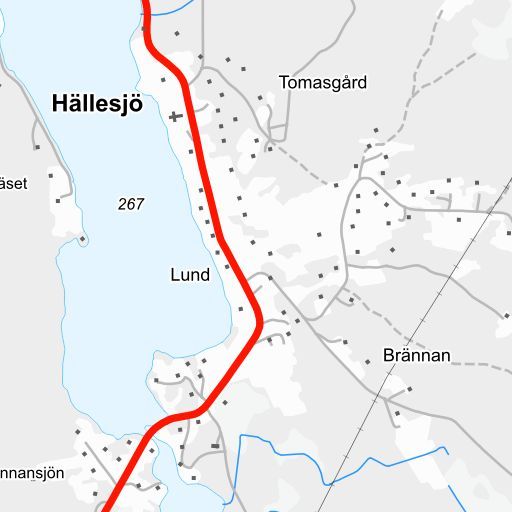 Tomasgård
Hällesjö
äset
267
Lund
Brännan
nnansjön